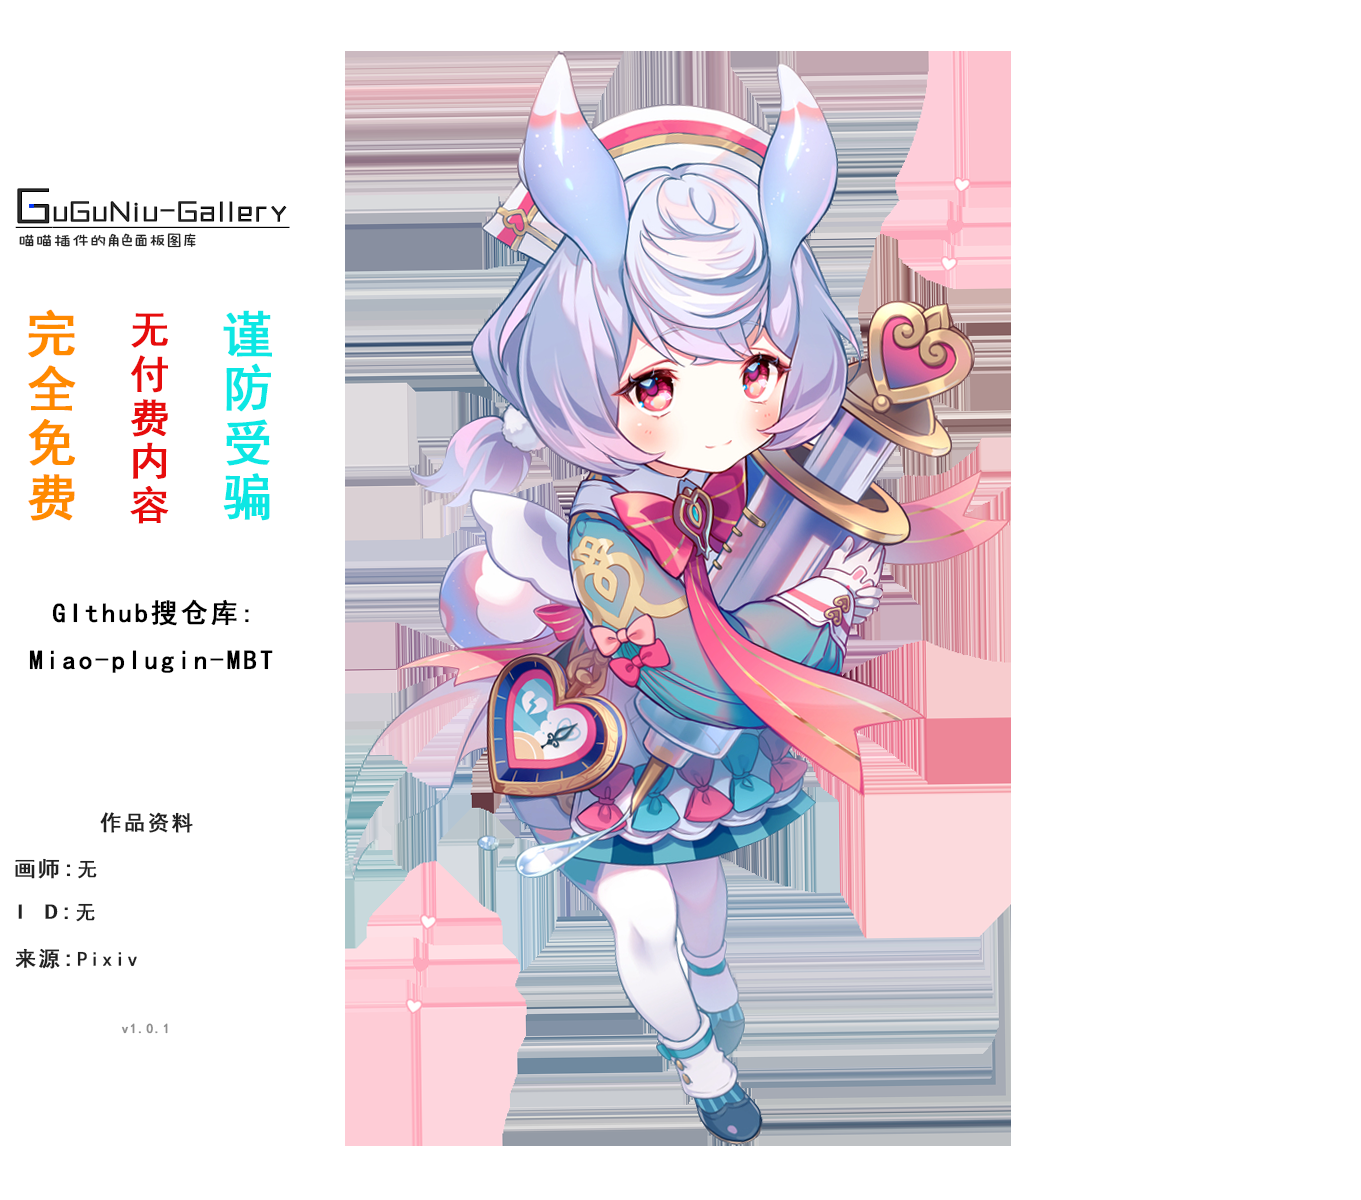 GuGuNiu-Gallery
喵喵插件的角色面板图库
完全免费
无付费内容
谨防受骗
GIthub搜仓库:
Miao-plugin-MBT
作品资料
画师:无
I D:无
来源:Pixiv
v1.0.1